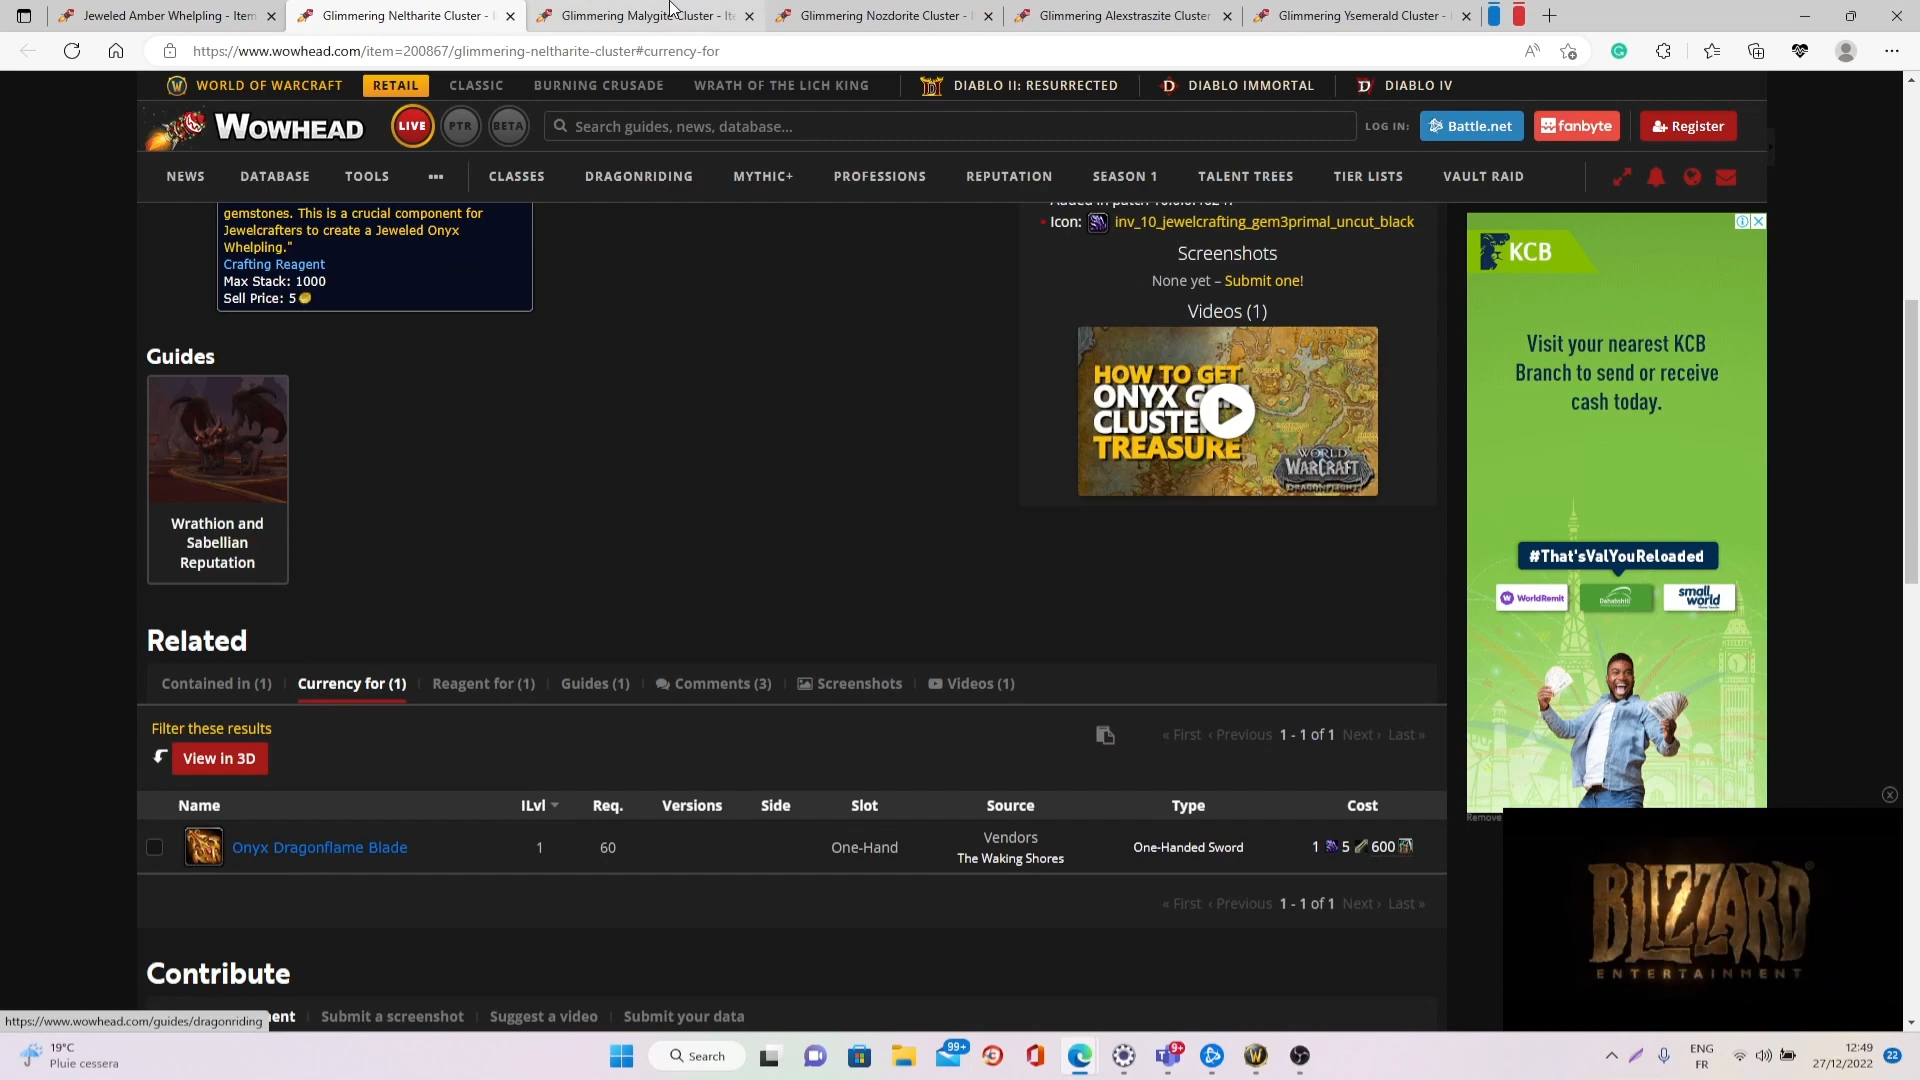 Jeweled Amber Whelpling - Item
Glimmering Neltharite Cluster - I
Glimmering Malygite Cluster - Ite
Glimmering Nozdorite Cluster -
Glimmering Alexstraszite Cluster
Glimmering Ysemerald Cluster -
https://www.wowhead.com/item=200867/glimmering-neltharite-cluster#currency-for
WORLD OF WARCRAFT RETAIL CLASSIC BURNING CRUSADE WRATH OF THE LICH KING DIABLO II: RESURRECTED DIABLO IMMORTAL DIABLO IV
WOWHEAD LIVE PTR BETA Search guides, news, database... LOG IN: Battle.net fanbyte Register
NEWS DATABASE TOOLS ••• CLASSES DRAGONRIDING MYTHIC+ PROFESSIONS REPUTATION SEASON 1 TALENT TREES TIER LISTS VAULT RAID
gemstones. This is a crucial component for
Jewelcrafters to create a Jeweled Onyx
Whelpling."
Crafting Reagent
Max Stack: 1000
Sell Price: 5
Icon: inv_10_jewelcrafting_gem3primal_uncut_black
Screenshots
None yet – Submit one!
Videos (1)
HOW TO GET
ONYX G
CLUSTE
TREASURE
WORLD
WARCRAFT
DRAGONFLIGHT
Guides
Wrathion and
Sabellian
Reputation
KCB
Visit your nearest KCB
Branch to send or receive
cash today.
#That'sValYouReloaded
WorldRemit
Dahabshiil
small
world
Related
Contained in (1) Currency for (1) Reagent for (1) Guides (1) Comments (3) Screenshots Videos (1)
Filter these results
« First ‹ Previous 1 - 1 of 1 Next › Last »
View in 3D
Name ILvl Req. Versions Side Slot Source Type Cost
Onyx Dragonflame Blade 1 60 One-Hand Vendors One-Handed Sword 1 5 600
The Waking Shores
« First ‹ Previous 1 - 1 of 1 Next › Last »
Remove
BLIZZARD
ENTERTAINMENT
Contribute
ent Submit a screenshot Suggest a video Submit your data
https://www.wowhead.com/guides/dragonriding
19°C
Pluie cessera
Search
99+
9+
ENG
FR
12:49
27/12/2022
22